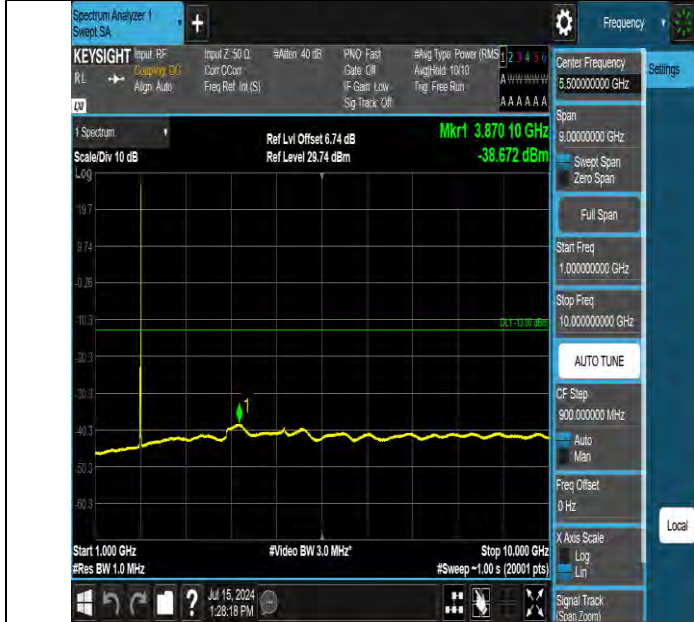 Spectrum Analyzer 1
Swept SA
+
Frequency
KEYSIGHT
Input: RF
Coupling: DC
Align: Auto
Input Z: 50 Ω
Corr CCorr
Freq Ref: Int (S)
#Atten: 40 dB
PNO: Fast
Gate: Off
IF Gain: Low
Sig Track: Off
#Avg Type: Power (RMS
Avg|Hold: 10/10
Trig: Free Run
1 2 3 4 5 6
A W W W W W
A A A A A A
RL
LXI
Center Frequency
5.500000000 GHz
Settings
1 Spectrum
Scale/Div 10 dB
Ref Lvl Offset 6.74 dB
Ref Level 29.74 dBm
Mkr1 3.870 10 GHz
-38.672 dBm
Span
9.00000000 GHz
Swept Span
Zero Span
Full Span
Start Freq
1.000000000 GHz
Stop Freq
10.000000000 GHz
AUTO TUNE
CF Step
900.000000 MHz
Auto
Man
Freq Offset
0 Hz
X Axis Scale
Log
Lin
Signal Track
(Span Zoom)
Local
Log
19.7
9.74
-0.26
-10.3
-20.3
-30.3
-40.3
-50.3
-60.3
DL1 -13.00 dBm
1
Start 1.000 GHz
#Res BW 1.0 MHz
#Video BW 3.0 MHz*
Stop 10.000 GHz
#Sweep ~1.00 s (20001 pts)
?
Jul 15, 2024
1:28:18 PM